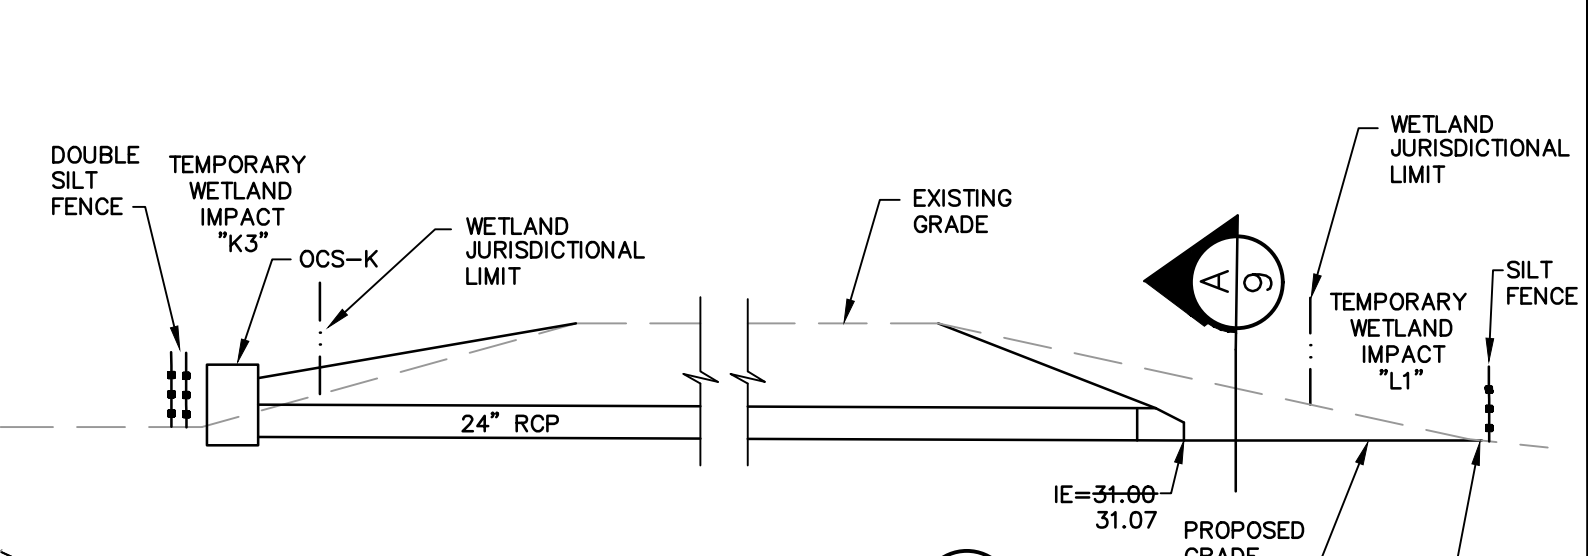 DOUBLE
SILT
FENCE
TEMPORARY
WETLAND
IMPACT
"K3"
OCS-K
WETLAND
JURISDICTIONAL
LIMIT
EXISTING
GRADE
A
9
WETLAND
JURISDICTIONAL
LIMIT
TEMPORARY
WETLAND
IMPACT
"L1"
SILT
FENCE
24" RCP
IE=31.00
31.07
PROPOSED
GRADE